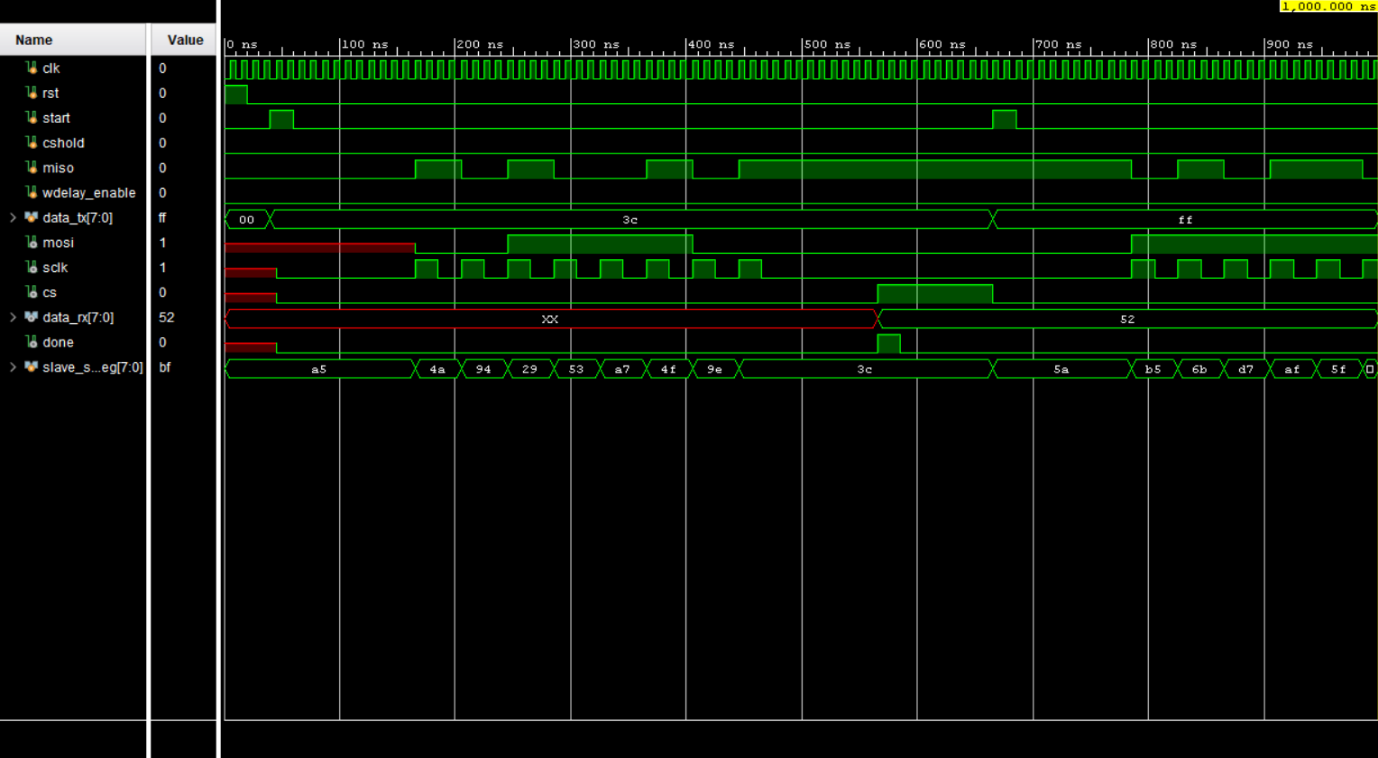 1,000.000 ns
Name Value
0 ns 100 ns 200 ns 300 ns 400 ns 500 ns 600 ns 700 ns 800 ns 900 ns
clk 0
rst 0
start 0
cshold 0
miso 0
wdelay_enable 0
data_tx[7:0] ff 00 3c ff
mosi 1
sclk 1
cs 0
data_rx[7:0] 52 XX 52
done 0
slave_s...eg[7:0] bf a5 4a 94 29 53 a7 4f 9e 3c 5a b5 6b d7 af 5f